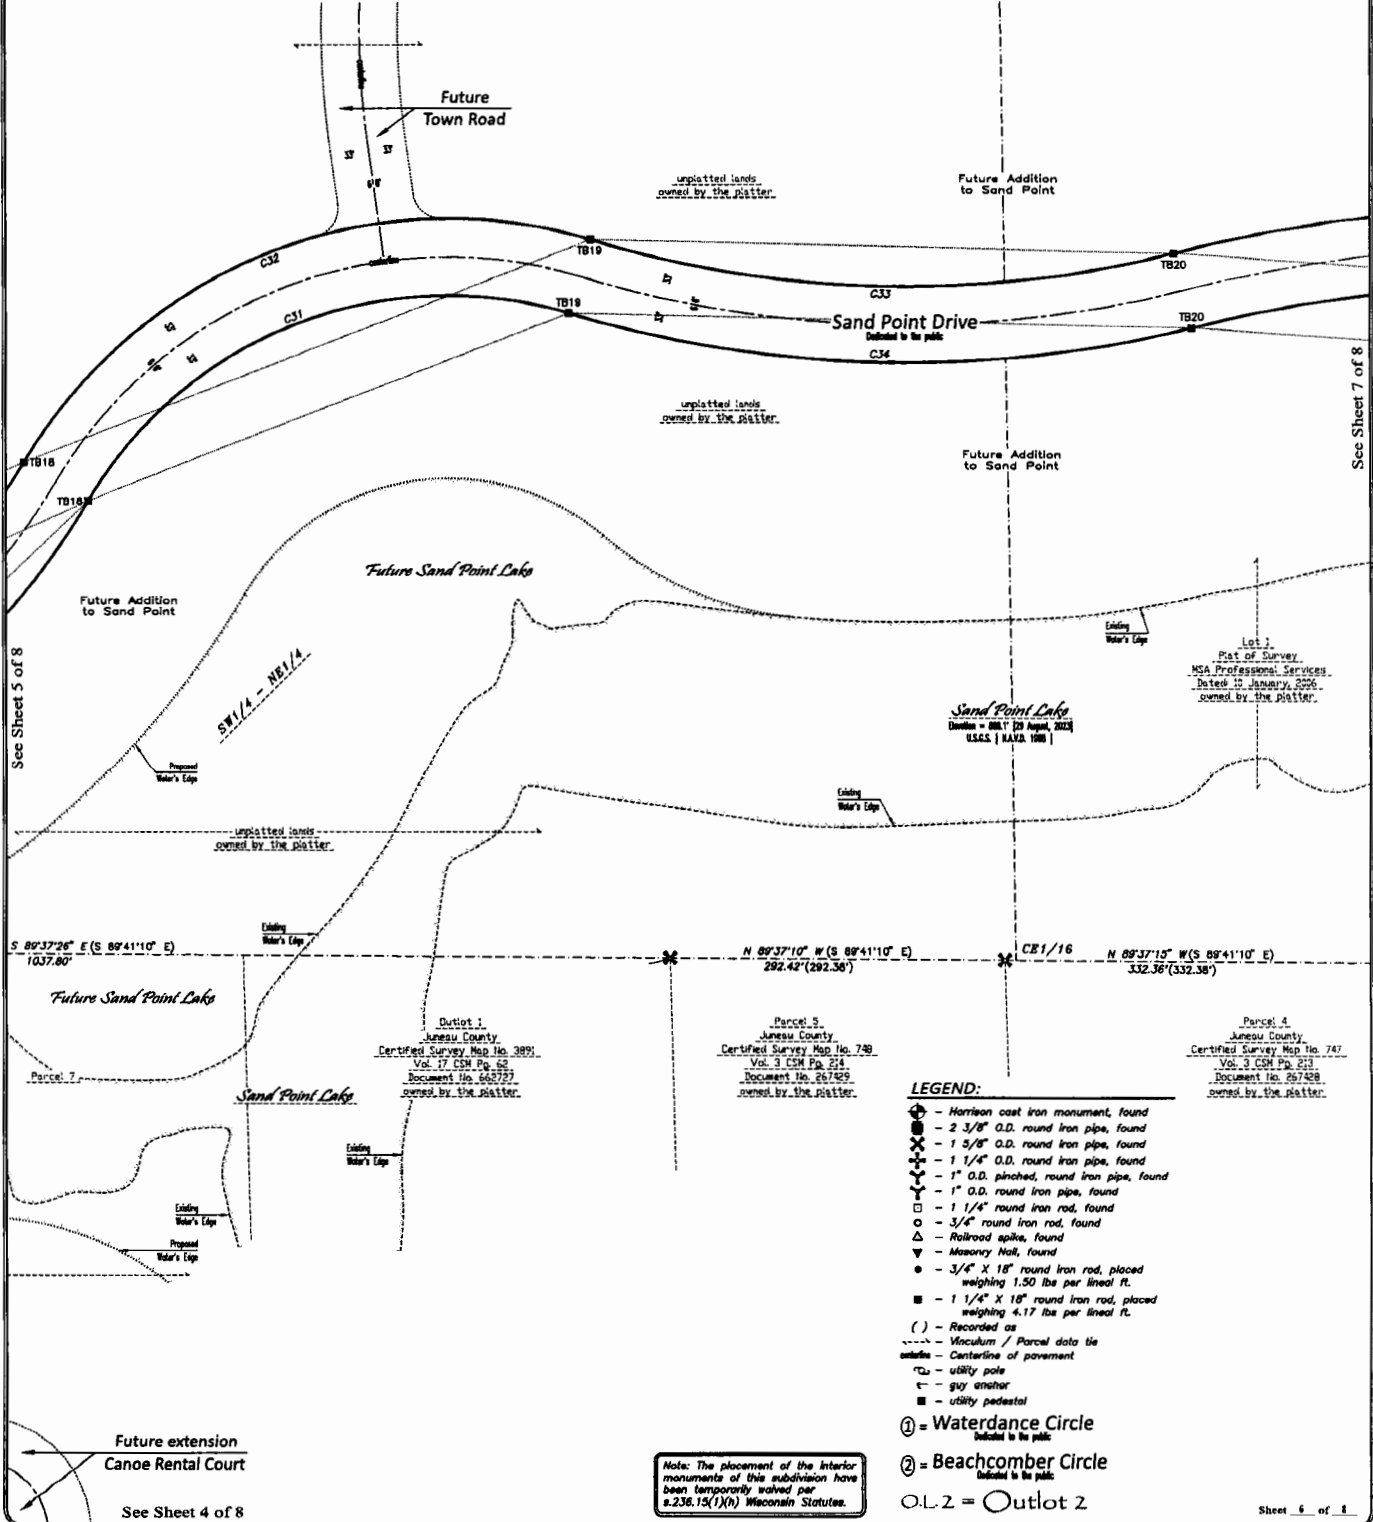 Future
Town Road
33'
33'
unplatted lands
owned by the platter
Future Addition
to Sand Point
C32
centerline
TB19
TB20
C33
C31
TB19
Sand Point Drive
Dedicated to the public
TB20
C34
unplatted lands
owned by the platter
Future Addition
to Sand Point
See Sheet 7 of 8
TB18
TB18
Future Sand Point Lake
Future Addition
to Sand Point
Existing
Water's Edge
Lot 1
Plat of Survey
MSA Professional Services
Dated: 10 January, 2006
owned by the platter
See Sheet 5 of 8
SW1/4 - NE1/4
Sand Point Lake
U.S.G.S. | N.A.V.D. 1988 |
Proposed
Water's Edge
Existing
Water's Edge
unplatted lands
owned by the platter
Existing
Water's Edge
S 89°37'26" E (S 89°41'10" E)
1037.80'
N 89°37'10" W (S 89°41'10" E)
292.42'(292.38')
CE1/16
N 89°37'15" W(S 89°41'10" E)
332.36'(332.38')
Future Sand Point Lake
Outlot 1
Juneau County
Certified Survey Map No. 3891
Vol. 17 CSM Pg. 62
Document No. 662727
owned by the platter
Parcel 5
Juneau County
Certified Survey Map No. 748
Vol. 3 CSM Pg. 214
Document No. 267429
owned by the platter
Parcel 4
Juneau County
Certified Survey Map No. 747
Vol. 3 CSM Pg. 213
Document No. 267428
owned by the platter
Parcel 7
Sand Point Lake
Existing
Water's Edge
Existing
Water's Edge
Proposed
Water's Edge
LEGEND:
- Harrison cast iron monument, found
- 2 3/8" O.D. round iron pipe, found
- 1 5/8" O.D. round iron pipe, found
- 1 1/4" O.D. round iron pipe, found
- 1" O.D. pinched, round iron pipe, found
- 1" O.D. round iron pipe, found
- 1 1/4" round iron rod, found
- 3/4" round iron rod, found
- Railroad spike, found
- Masonry Nail, found
- 3/4" X 18" round iron rod, placed
weighing 1.50 lbs per lineal ft.
- 1 1/4" X 18" round iron rod, placed
weighing 4.17 lbs per lineal ft.
( ) - Recorded as
- Vinculum / Parcel data tie
centerline - Centerline of pavement
- utility pole
- guy anchor
- utility pedestal
① = Waterdance Circle
Dedicated to the public
② = Beachcomber Circle
Dedicated to the public
O.L.2 = Outlot 2
Future extension
Canoe Rental Court
See Sheet 4 of 8
Note: The placement of the interior
monuments of this subdivision have
been temporarily waived per
s.236.15(1)(h) Wisconsin Statutes.
Sheet 6 of 8